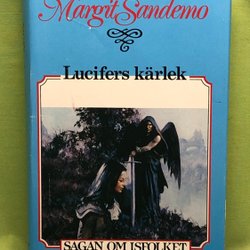 Margit Sandemo
Lucifers kärlek
SAGAN OM ISFOLKET